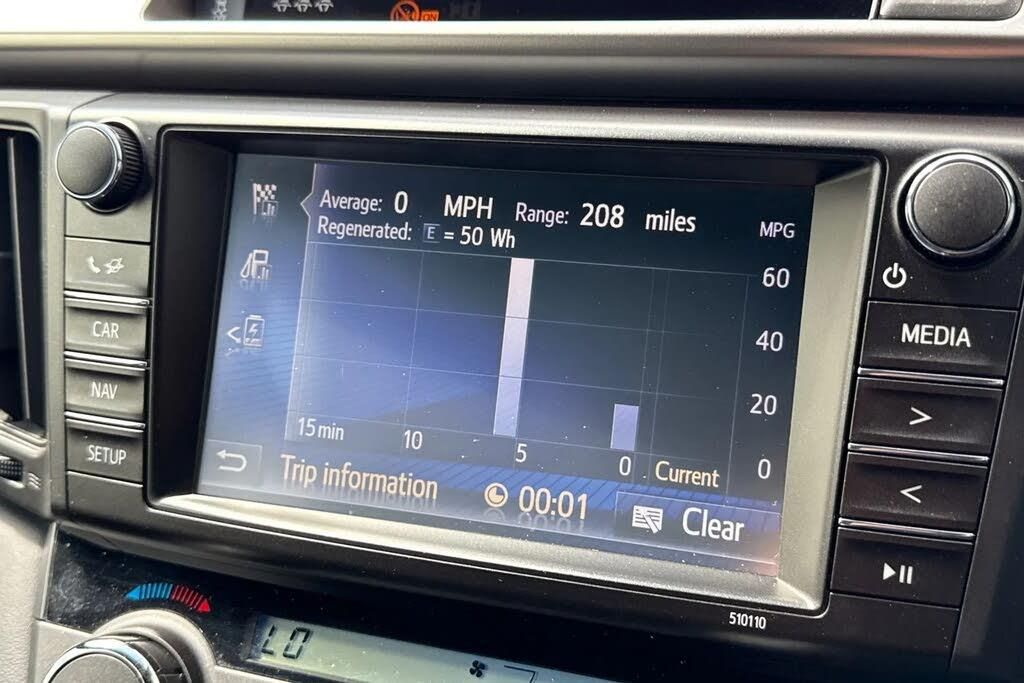 ON
Average: 0 MPH Range: 208 miles
Regenerated: E = 50 Wh
MPG
60
40
20
0
15 min 10 5 0 Current
Trip information 00:01 Clear
CAR
NAV
SETUP
MEDIA
>
<
510110
LO